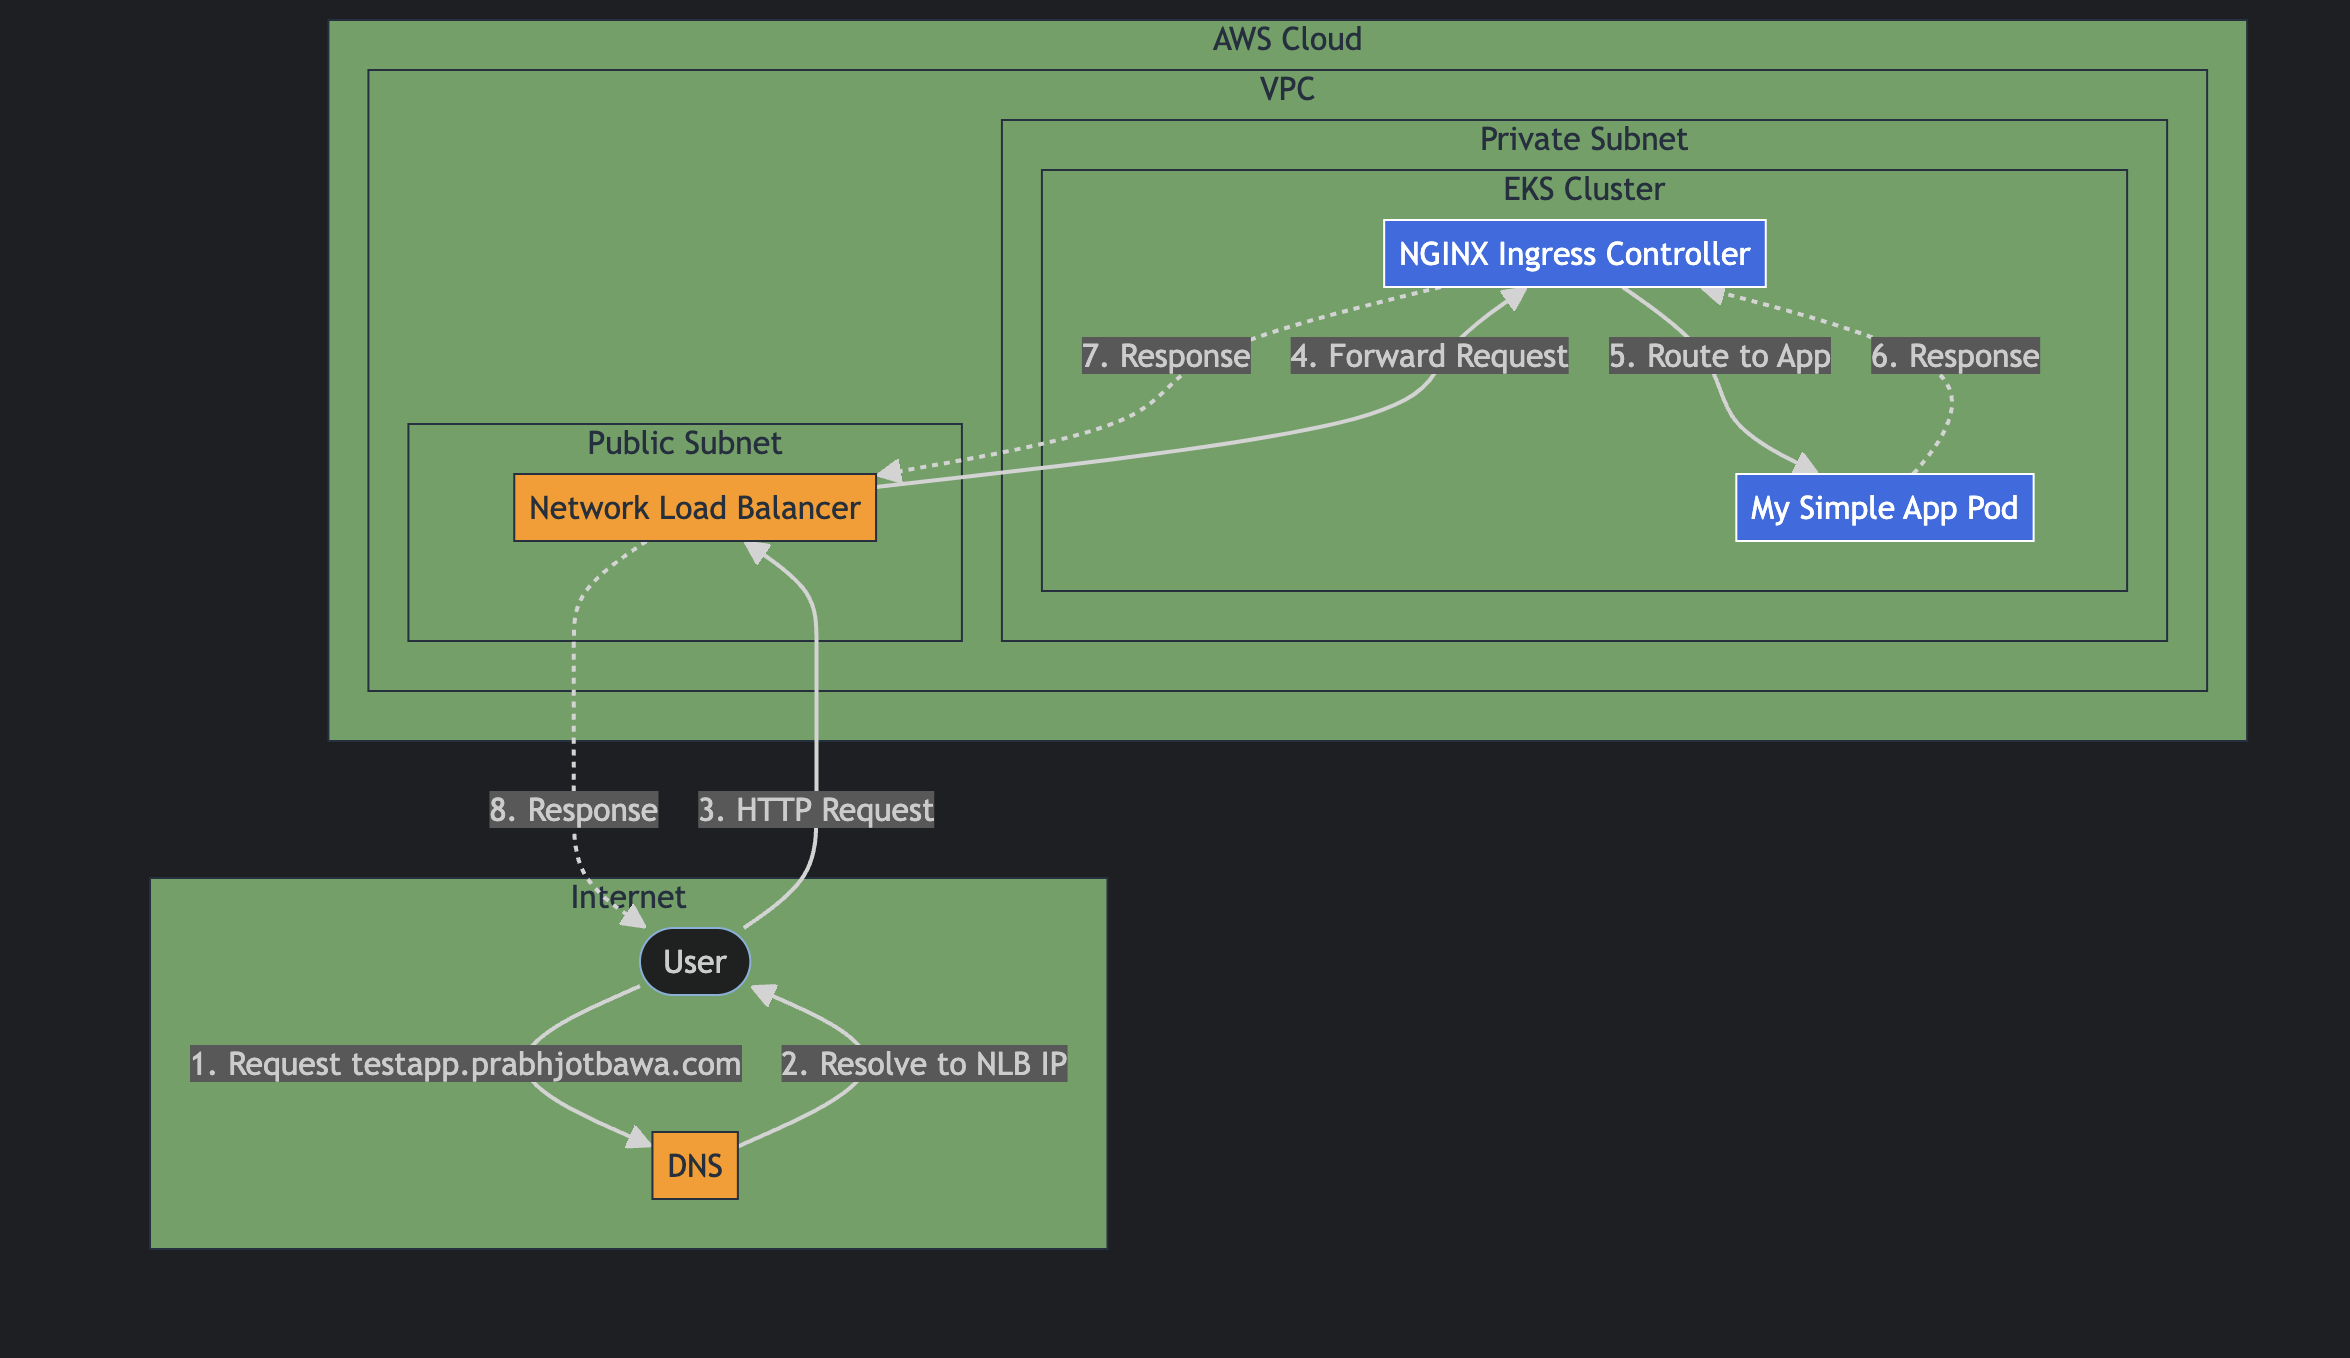 AWS Cloud
VPC
Private Subnet
EKS Cluster
NGINX Ingress Controller
7. Response
4. Forward Request
5. Route to App
6. Response
Public Subnet
Network Load Balancer
My Simple App Pod
8. Response
3. HTTP Request
Internet
User
1. Request testapp.prabhjotbawa.com
2. Resolve to NLB IP
DNS